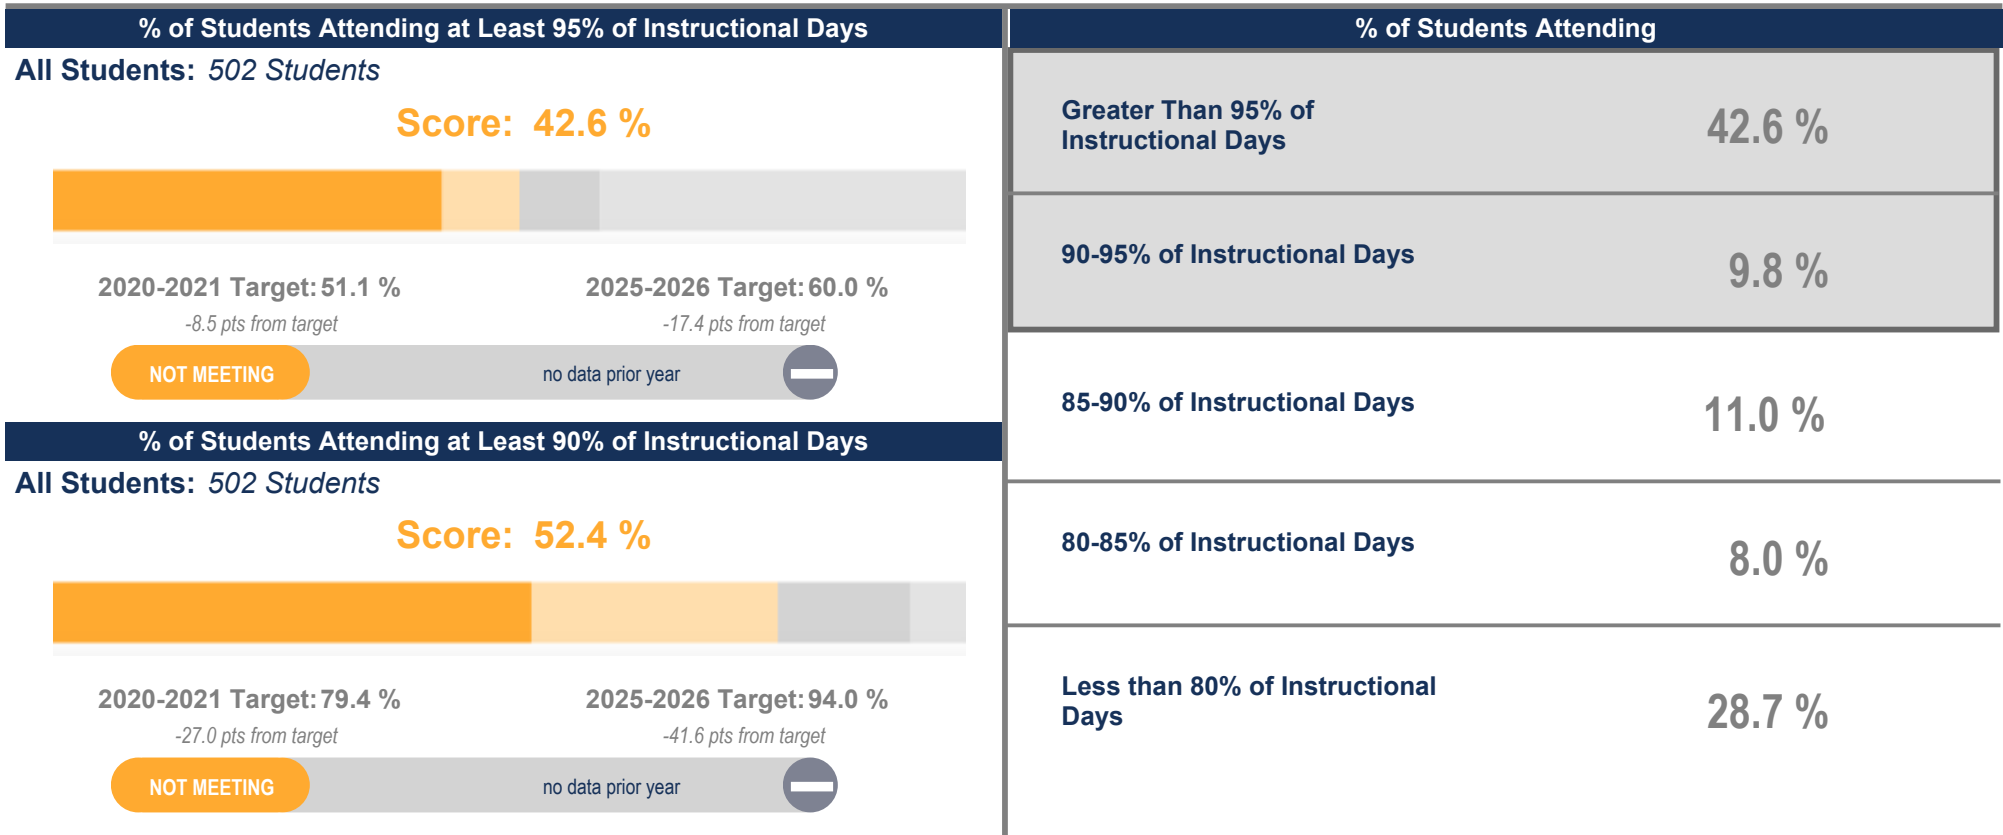 % of Students Attending at Least 95% of Instructional Days
All Students: 502 Students
Score: 42.6 %
2020-2021 Target: 51.1 %
-8.5 pts from target
2025-2026 Target: 60.0 %
-17.4 pts from target
NOT MEETING
no data prior year
% of Students Attending at Least 90% of Instructional Days
All Students: 502 Students
Score: 52.4 %
2020-2021 Target: 79.4 %
-27.0 pts from target
2025-2026 Target: 94.0 %
-41.6 pts from target
NOT MEETING
no data prior year
% of Students Attending
Greater Than 95% of
Instructional Days
42.6 %
90-95% of Instructional Days
9.8 %
85-90% of Instructional Days
11.0 %
80-85% of Instructional Days
8.0 %
Less than 80% of Instructional
Days
28.7 %